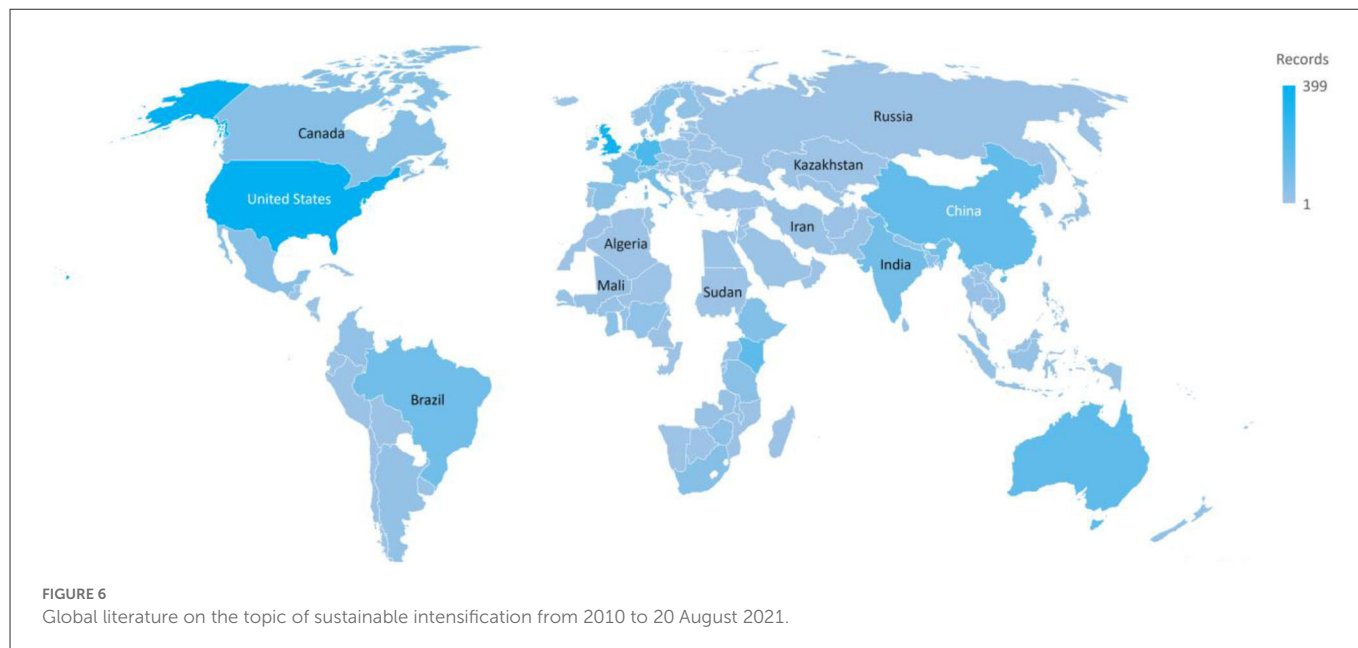 Records
399
1
Canada
Russia
Kazakhstan
United States
China
Iran
Algeria
India
Mali
Sudan
Brazil
FIGURE 6
Global literature on the topic of sustainable intensification from 2010 to 20 August 2021.